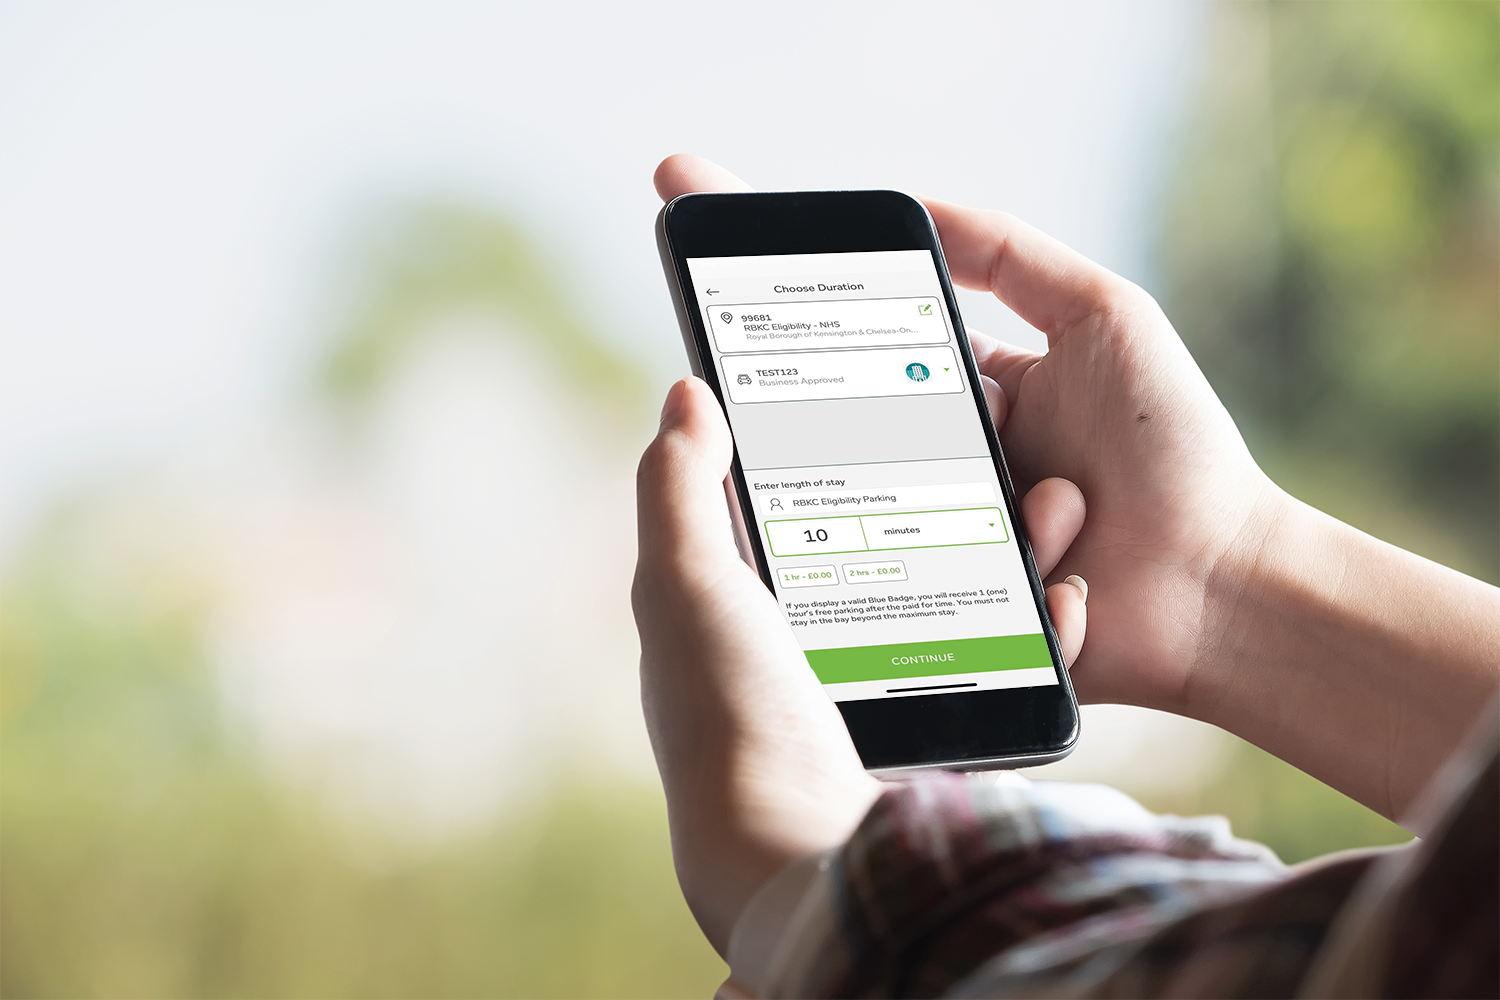 Choose Duration
99681
RBKC Eligibility - NHS
Royal Borough of Kensington & Chelsea-On...
TEST123
Business Approved
Enter length of stay
RBKC Eligibility Parking
10 minutes
1 hr - £0.00 2 hrs - £0.00
If you display a valid Blue Badge, you will receive 1 (one)
hour's free parking after the paid for time. You must not
stay in the bay beyond the maximum stay.
CONTINUE